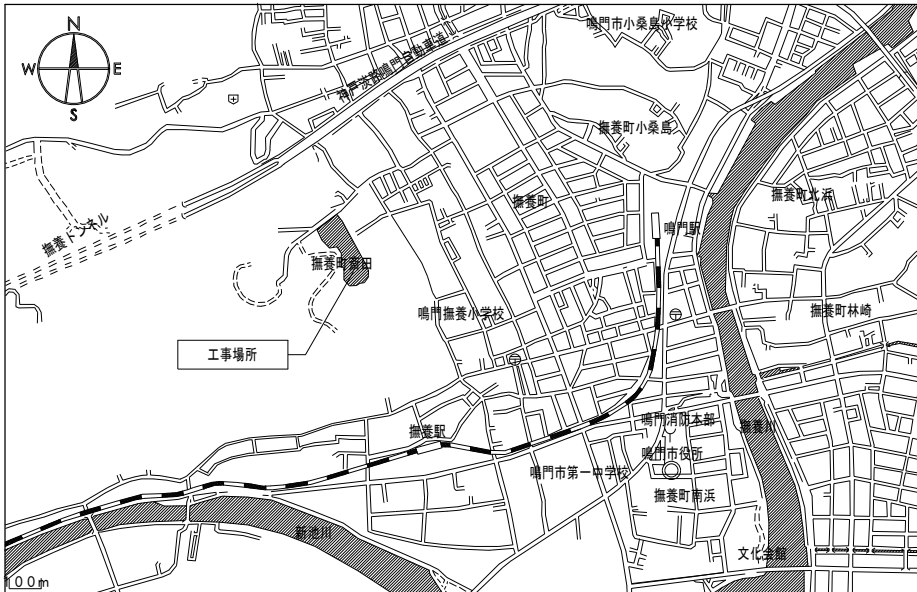 N
W
E
S
鳴門市小桑島小学校
神戸淡路鳴門自動車道
撫養町小桑島
撫養町北浜
撫養町
鳴門駅
撫養トンネル
撫養町斎田
鳴門撫養小学校
撫養町林崎
工事場所
撫養駅
鳴門消防本部
撫養川
鳴門市役所
鳴門市第一中学校
撫養町南浜
新池川
文化会館
100m